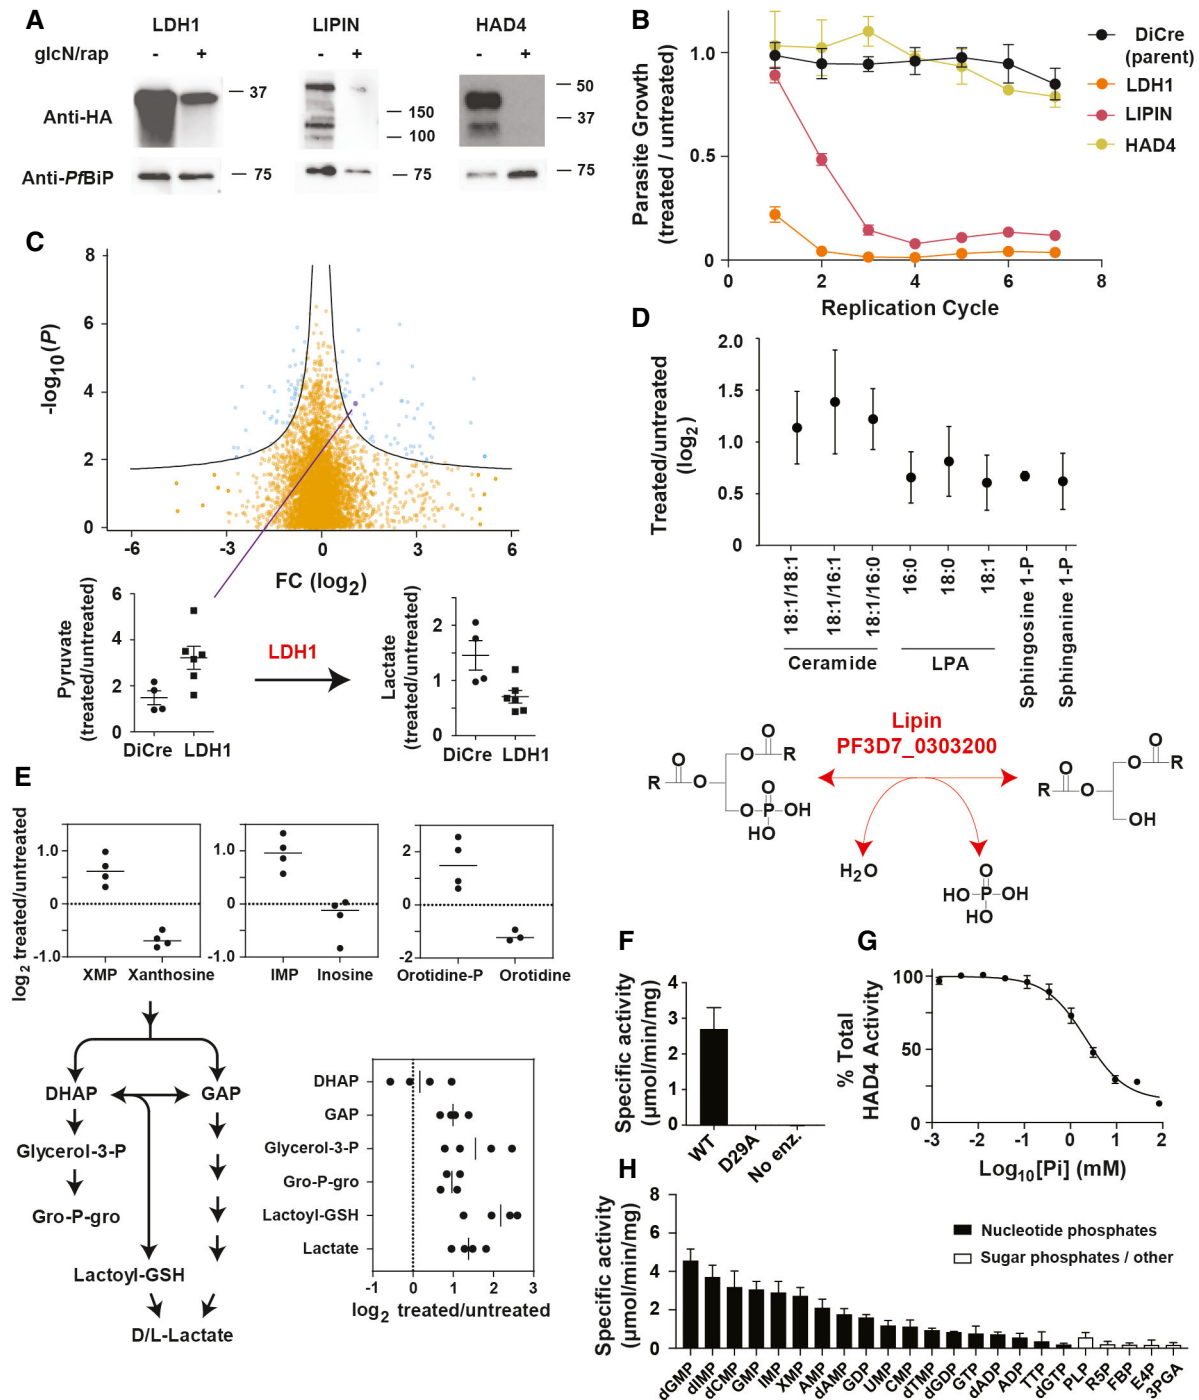 A
LDH1
LIPIN
HAD4
glcN/rap
- +
- +
- +
Anti-HA
37
150
100
50
37
Anti-PfBiP
75
75
75
B
Parasite Growth
(treated / untreated)
1.0
0.5
0
0 2 4 6 8
Replication Cycle
DiCre
(parent)
LDH1
LIPIN
HAD4
C
-log10(P)
8
6
4
2
0
-6 -3 0 3 6
FC (log2)
Pyruvate
(treated/untreated)
6
4
2
0
DiCre LDH1
LDH1
Lactate
(treated/untreated)
2
1
0
DiCre LDH1
D
Treated/untreated
(log2)
2.0
1.5
1.0
0.5
0
18:1/18:1
18:1/16:1
18:1/16:0
16:0
18:0
18:1
Sphingosine 1-P
Sphinganine 1-P
Ceramide
LPA
Lipin
PF3D7_0303200
O
O
O
R
R
O
O
O-P-OH
HO
H2O
O
HO-P-OH
HO
O
O
O
R
R
O
OH
E
log2 treated/untreated
1.0
0
-1.0
XMP Xanthosine
1.0
0
-1.0
IMP Inosine
2
0
-2
Orotidine-P Orotidine
DHAP
GAP
Glycerol-3-P
Gro-P-gro
Lactoyl-GSH
D/L-Lactate
DHAP
GAP
Glycerol-3-P
Gro-P-gro
Lactoyl-GSH
Lactate
-1 0 1 2 3
log2 treated/untreated
F
Specific activity
(µmol/min/mg)
4
3
2
1
0
WT
D29A
No enz.
G
% Total
HAD4 Activity
100
50
0
-3 -2 -1 0 1 2
Log10[Pi] (mM)
H
Specific activity
(µmol/min/mg)
8
6
4
2
0
Nucleotide phosphates
Sugar phosphates / other
dGMP
dIMP
dCMP
GMP
IMP
XMP
AMP
dAMP
GDP
UMP
CMP
dTMP
dGDP
GTP
dADP
ADP
TTP
dGTP
PLP
R5P
FBP
E4P
3PGA